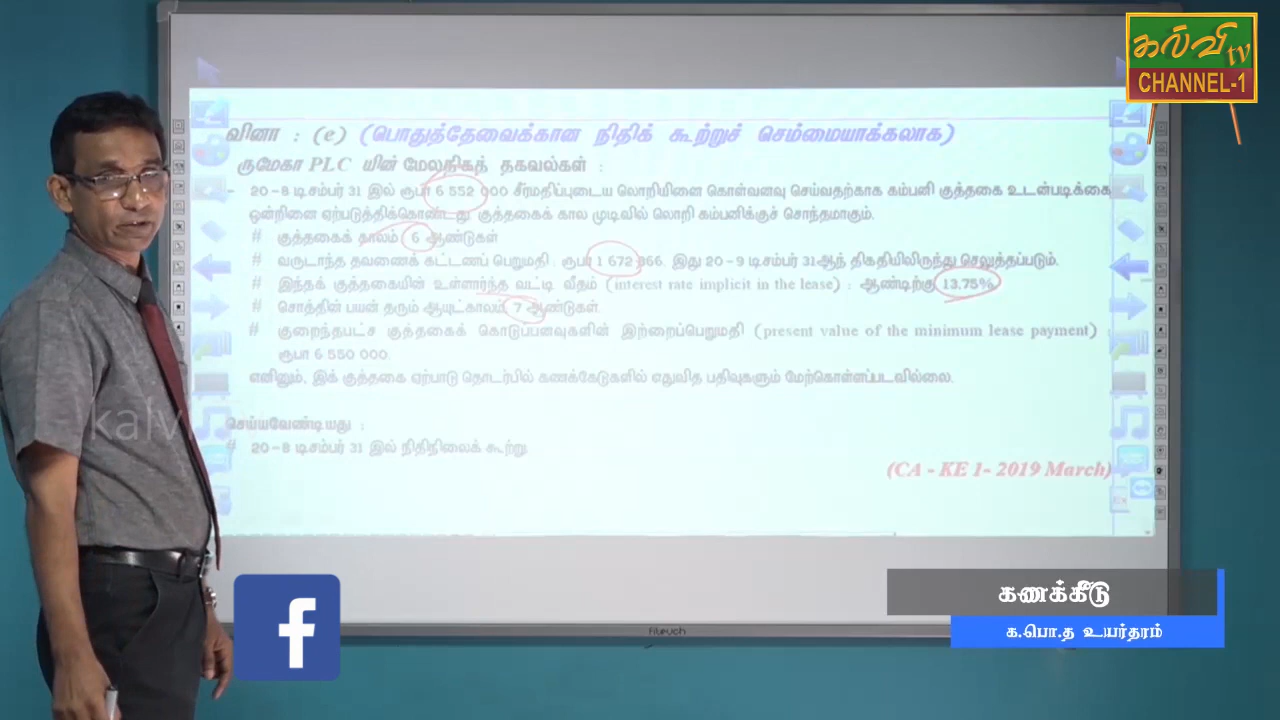 கல்வி tv
CHANNEL-1
வினா : (e) (பொதுத்தேவைக்கான நிதிக் கூற்றுச் செம்மையாக்கலாக)
ருமேகா PLC யின் மேலதிகத் தகவல்கள் :
- 20-8 டிசம்பர் 31 இல் ரூபா 6 552 000 சீர்மதிப்புடைய லொறியினை கொள்வனவு செய்வதற்காக கம்பனி குத்தகை உடன்படிக்கை
ஒன்றினை ஏற்படுத்திக்கொண்டது குத்தகைக் கால முடிவில் லொறி கம்பனிக்குச் சொந்தமாகும்.
# குத்தகைக் காலம் 6 ஆண்டுகள்
# வருடாந்த தவணைக் கட்டணப் பெறுமதி : ரூபா 1 672 866. இது 20-9 டிசம்பர் 31ஆந் திகதியிலிருந்து செலுத்தப்படும்.
# இந்தக் குத்தகையின் உள்ளார்ந்த வட்டி வீதம் (interest rate implicit in the lease) : ஆண்டிற்கு 13.75%
# சொத்தின் பயன் தரும் ஆயுட்காலம் 7 ஆண்டுகள்
# குறைந்தபட்ச குத்தகைக் கொடுப்பனவுகளின் இற்றைப்பெறுமதி (present value of the minimum lease payment) :
ரூபா 6 550 000.
எனினும், இக் குத்தகை ஏற்பாடு தொடர்பில் கணக்கேடுகளில் எதுவித பதிவுகளும் மேற்கொள்ளப்படவில்லை.
செய்யவேண்டியது :
# 20-8 டிசம்பர் 31 இல் நிதிநிலைக் கூற்று
(CA - KE 1- 2019 March)
kalv
கணக்கீடு
க.பொ.த உயர்தரம்